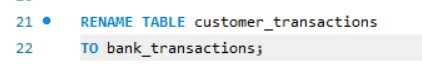 21 RENAME TABLE customer_transactions
22 TO bank_transactions;